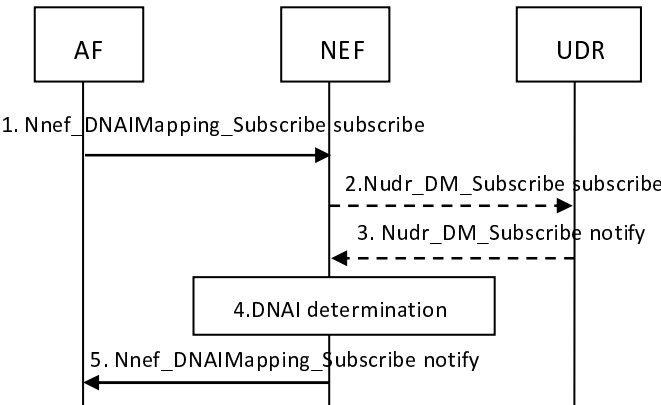 AF
NEF
UDR
1. Nnef_DNAIMapping_Subscribe subscribe
2.Nudr_DM_Subscribe subscribe
3. Nudr_DM_Subscribe notify
4.DNAI determination
5. Nnef_DNAIMapping_Subscribe notify